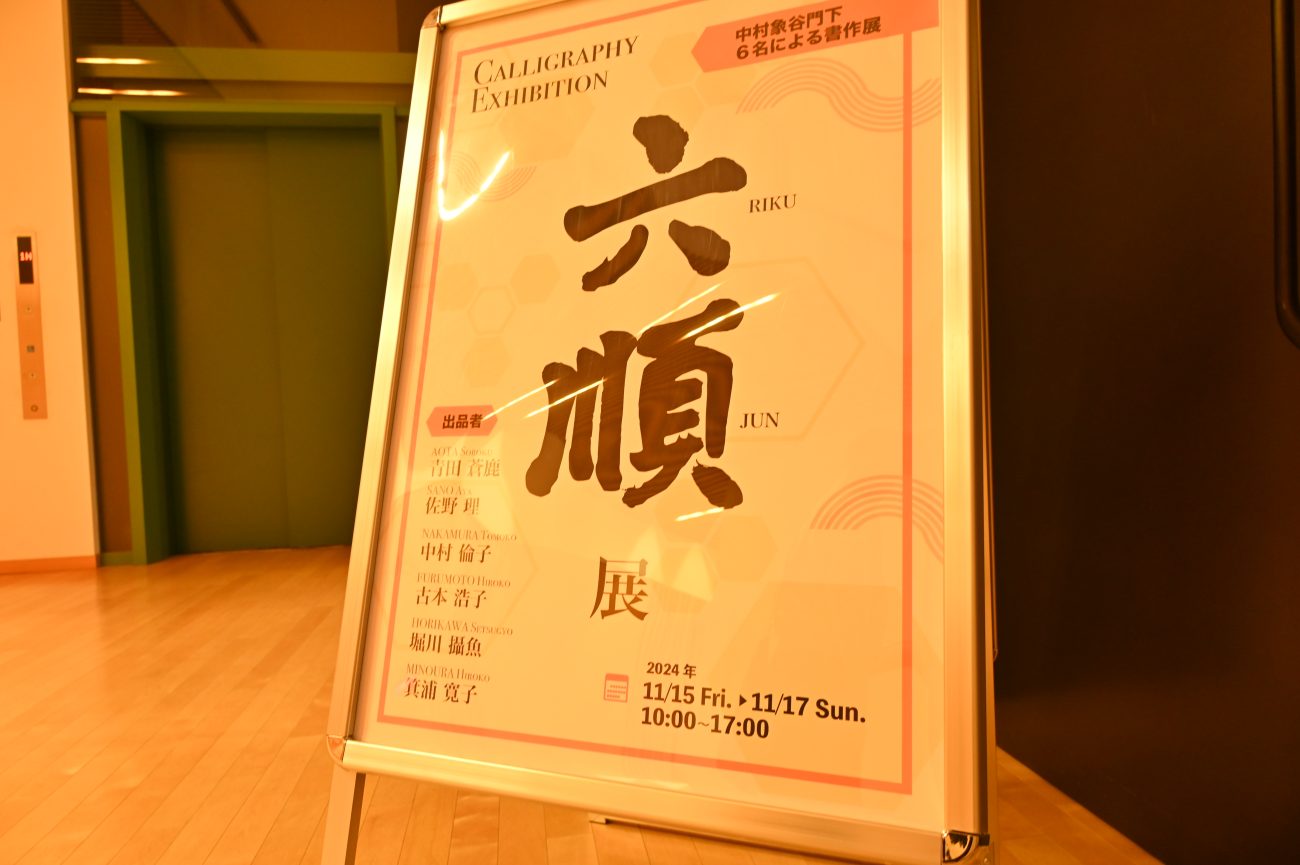 CALLIGRAPHY
EXHIBITION
中村象谷門下
6名による書作展
六
RIKU
順
JUN
展
出品者
AOTA Soroku
青田 蒼鹿
SANO Aya
佐野 理
NAKAMURA Tomoko
中村 倫子
FURUMOTO Hiroko
古本 浩子
HORIKAWA Setsugyo
堀川 攝魚
MINOURA Hiroko
箕浦 寛子
2024年
11/15 Fri.▶11/17 Sun.
10:00~17:00